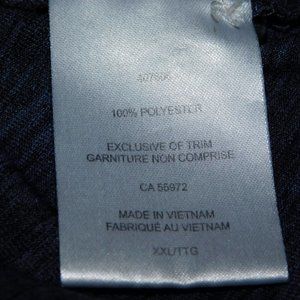 100% POLYESTER
EXCLUSIVE OF TRIM
GARNITURE NON COMPRISE
CA 55972
MADE IN VIETNAM
FABRIQUÉ AU VIETNAM
XXL/TTG